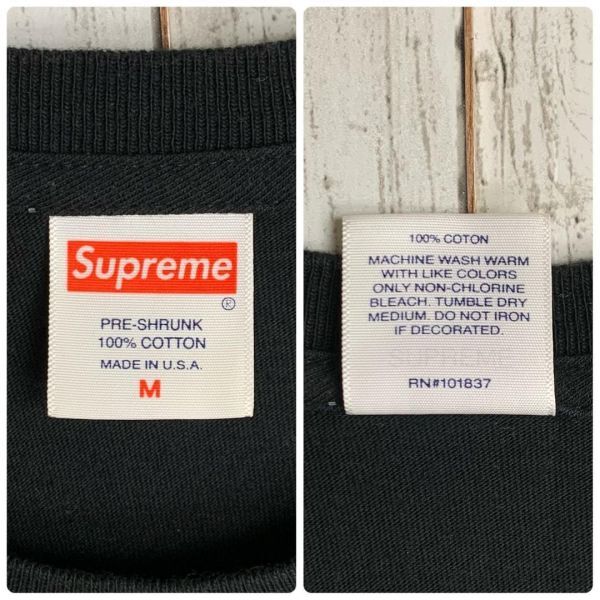 Supreme
®
PRE-SHRUNK
100% COTTON
MADE IN U.S.A.
M
100% COTON
MACHINE WASH WARM
WITH LIKE COLORS
ONLY NON-CHLORINE
BLEACH. TUMBLE DRY
MEDIUM. DO NOT IRON
IF DECORATED.
SUPREME
RN#101837